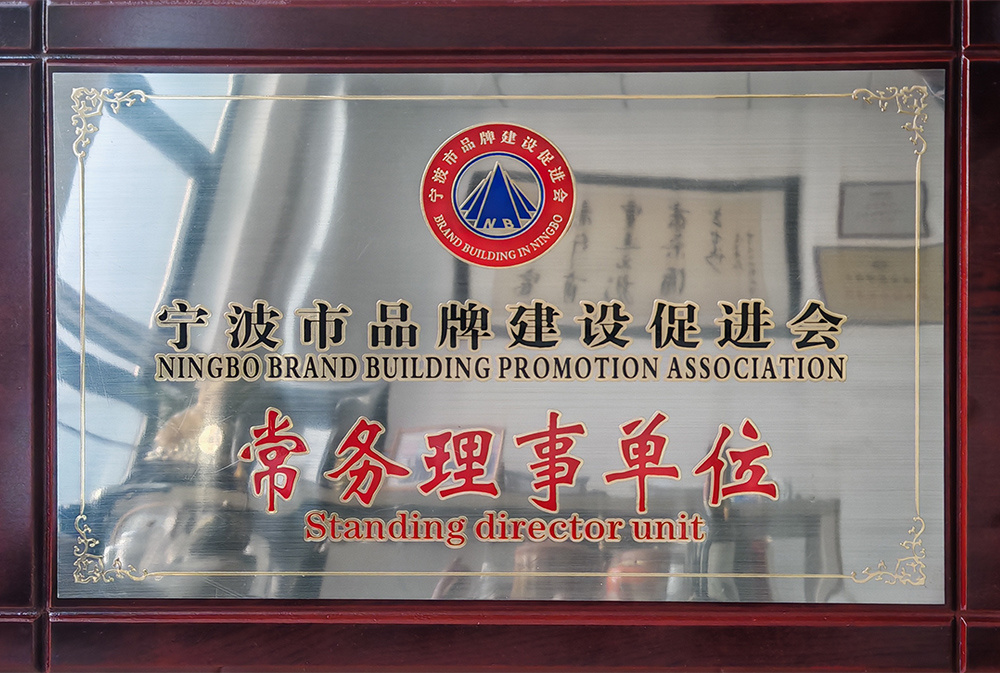 宁波市品牌建设促进会
NB
BRAND BUILDING IN NINGBO
宁波市品牌建设促进会
NINGBO BRAND BUILDING PROMOTION ASSOCIATION
常务理事单位
Standing director unit